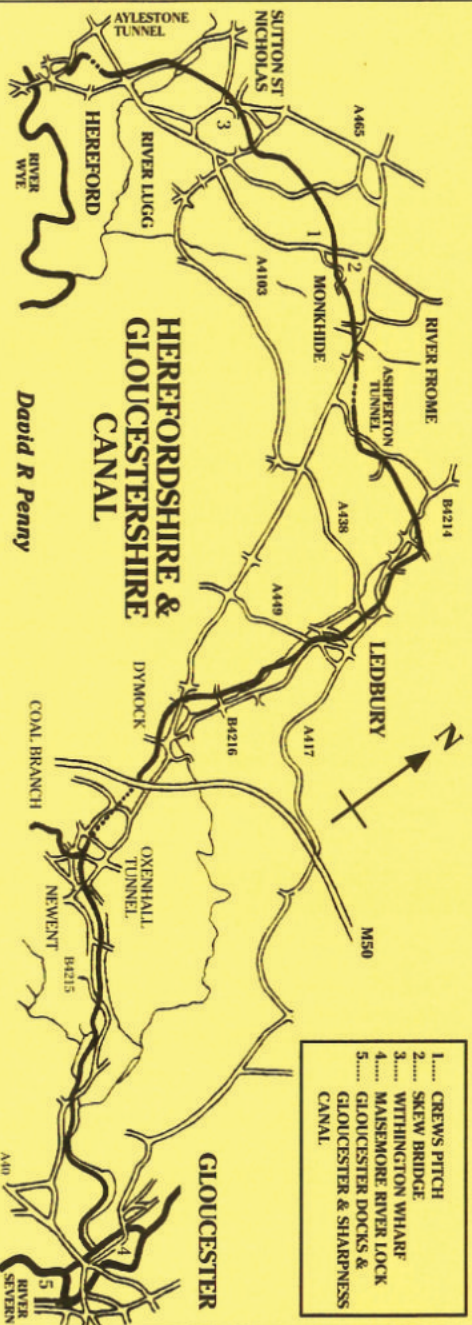 AYLESTONE
TUNNEL
SUTTON ST
NICHOLAS
A465
3
HEREFORD
RIVER LUGG
RIVER
WYE
1
2
A4103
MONKHIDE
RIVER FROME
ASHPERTON
TUNNEL
HEREFORDSHIRE &
GLOUCESTERSHIRE
CANAL
David R Penny
A438
B4214
A449
LEDBURY
N
DYMOCK
B4216
A417
COAL BRANCH
OXENHALL
TUNNEL
M50
NEWENT
B4215
1..... CREWS PITCH
2..... SKEW BRIDGE
3..... WITHINGTON WHARF
4..... MAISEMORE RIVER LOCK
5..... GLOUCESTER DOCKS &
GLOUCESTER & SHARPNESS
CANAL
GLOUCESTER
A40
4
5
RIVER
SEVERN